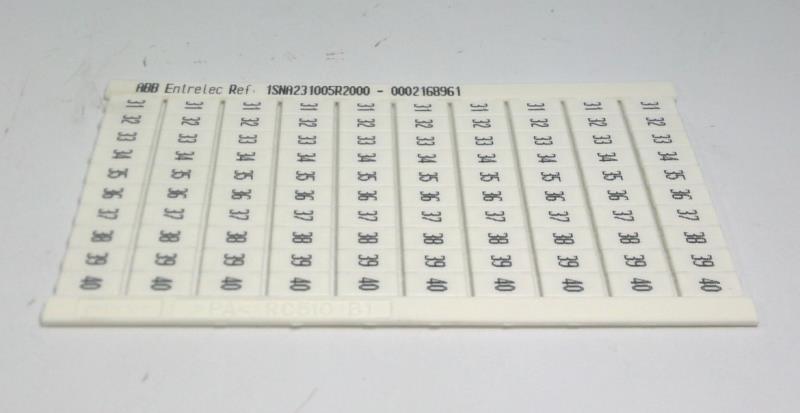 ABB Entrelec Ref. 1SNA231005R2000 - 0002168961
31 31 31 31 31 31 31 31 31 31
32 32 32 32 32 32 32 32 32 32
33 33 33 33 33 33 33 33 33 33
34 34 34 34 34 34 34 34 34 34
35 35 35 35 35 35 35 35 35 35
36 36 36 36 36 36 36 36 36 36
37 37 37 37 37 37 37 37 37 37
38 38 38 38 38 38 38 38 38 38
39 39 39 39 39 39 39 39 39 39
40 40 40 40 40 40 40 40 40 40
>PA< RC510 B1